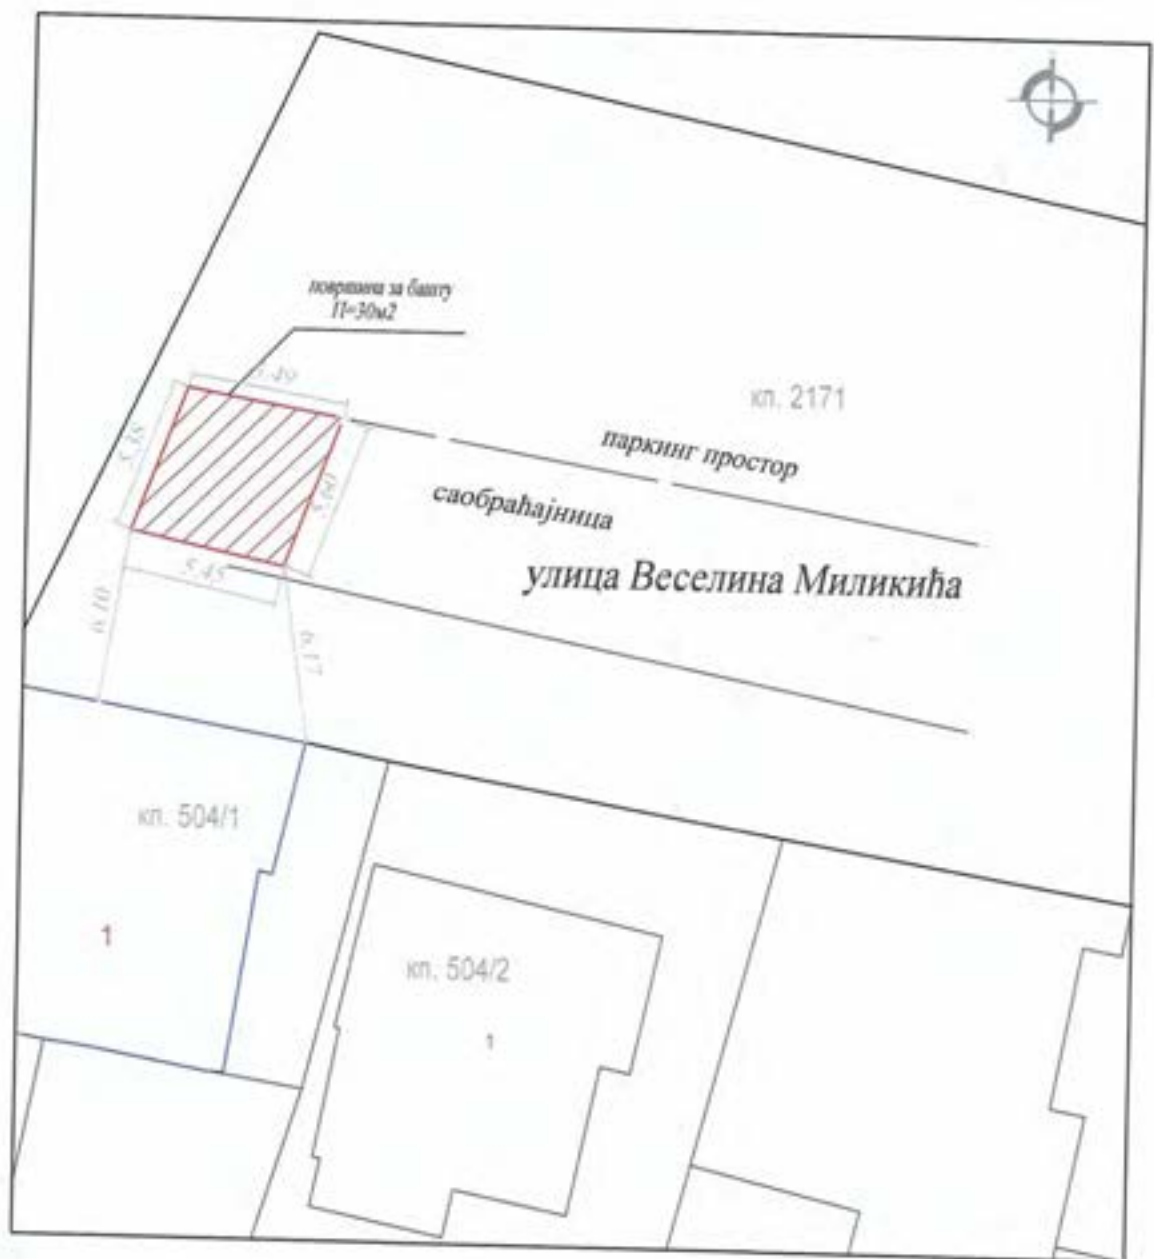 површина за башту
П=30м2
5.49
кп. 2171
5.38
паркинг простор
5.60
саобраћајница
5.45
улица Веселина Миликића
6.10
6.17
кп. 504/1
1
кп. 504/2
1